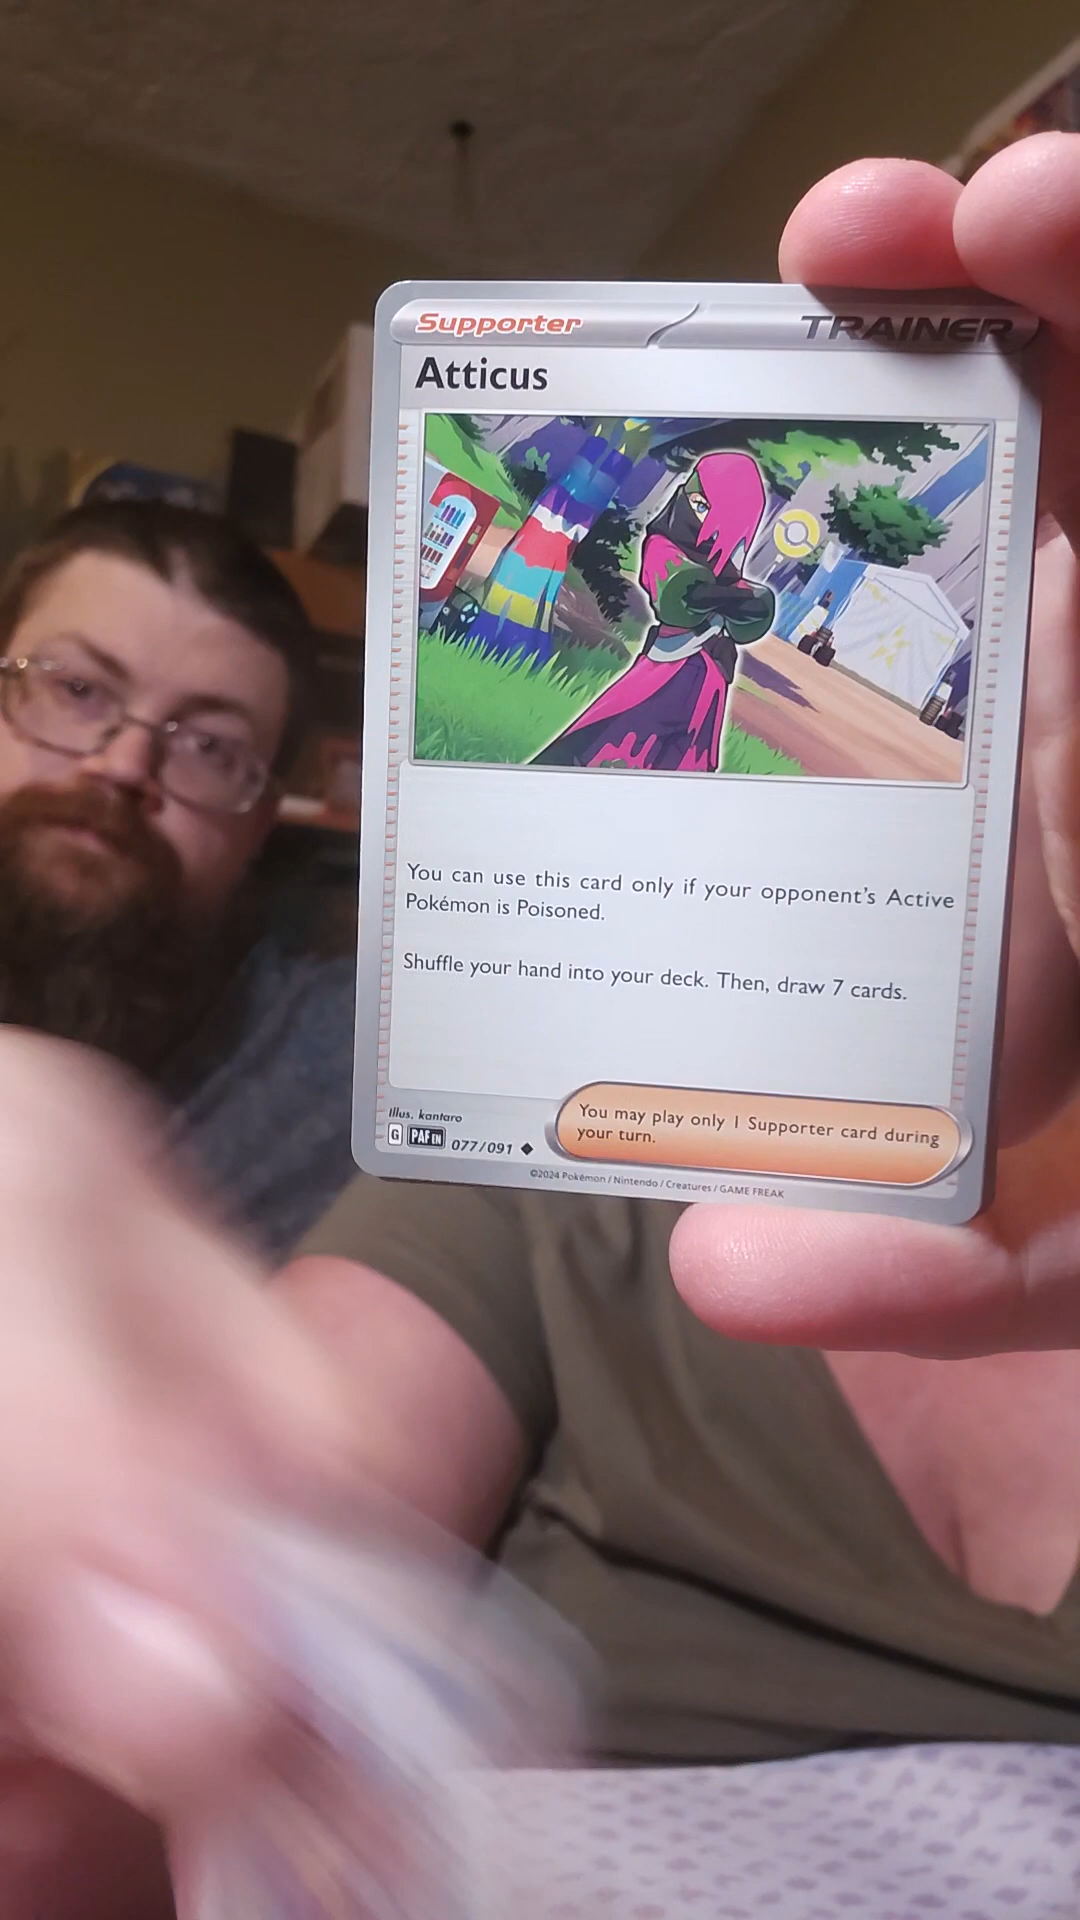 Supporter
TRAINER
Atticus
You can use this card only if your opponent's Active
Pokémon is Poisoned.
Shuffle your hand into your deck. Then, draw 7 cards.
You may play only 1 Supporter card during
your turn.
Illus. kantaro
G PAF EN 077/091
©2024 Pokémon / Nintendo / Creatures / GAME FREAK